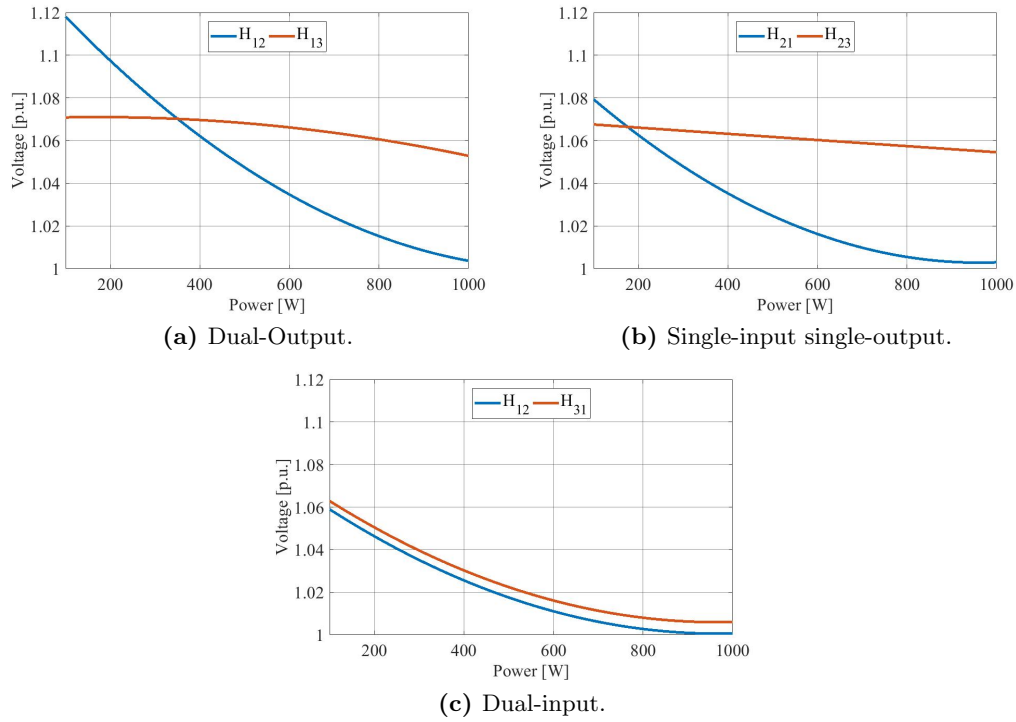 1.12
1.1
1.08
1.06
1.04
1.02
1
Voltage [p.u.]
H12 H13
200 400 600 800 1000
Power [W]
(a) Dual-Output.
1.12
1.1
1.08
1.06
1.04
1.02
1
Voltage [p.u.]
H21 H23
200 400 600 800 1000
Power [W]
(b) Single-input single-output.
1.12
1.1
1.08
1.06
1.04
1.02
1
Voltage [p.u.]
H12 H31
200 400 600 800 1000
Power [W]
(c) Dual-input.